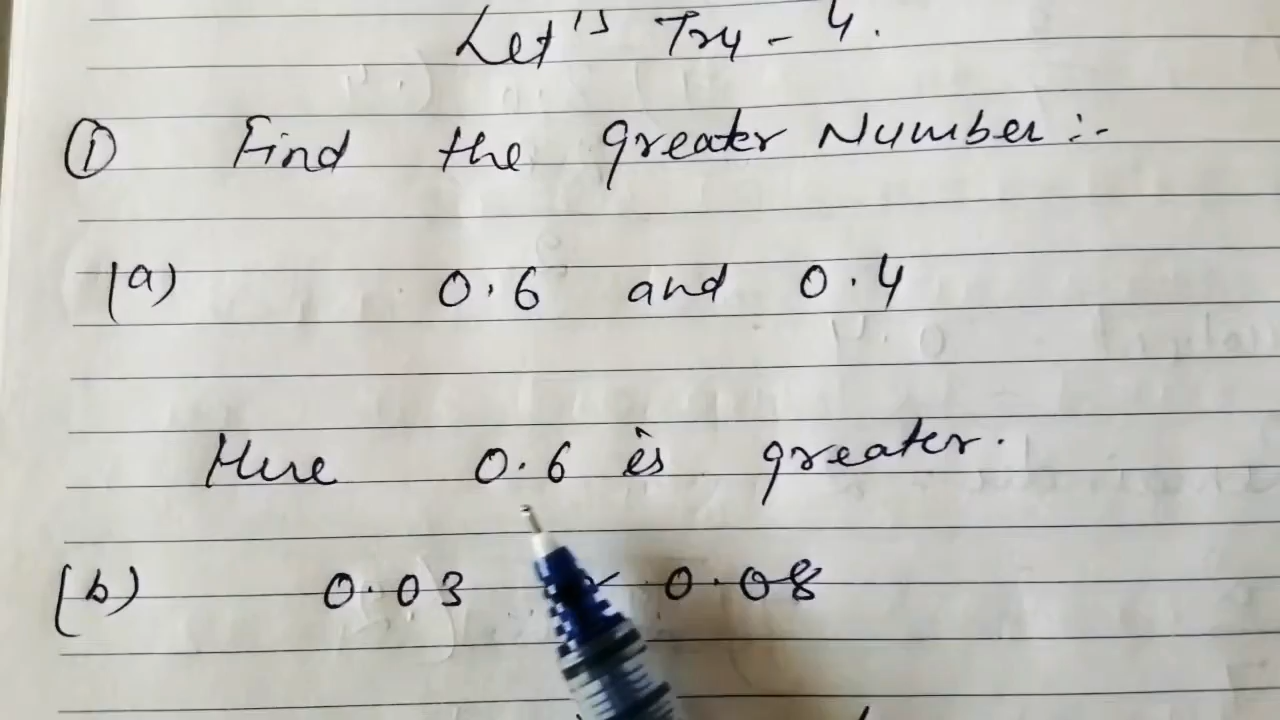 Let's Try - 4.
① Find the greater Number :-
(a) 0.6 and 0.4
Here 0.6 is greater.
(b) 0.03 0.08